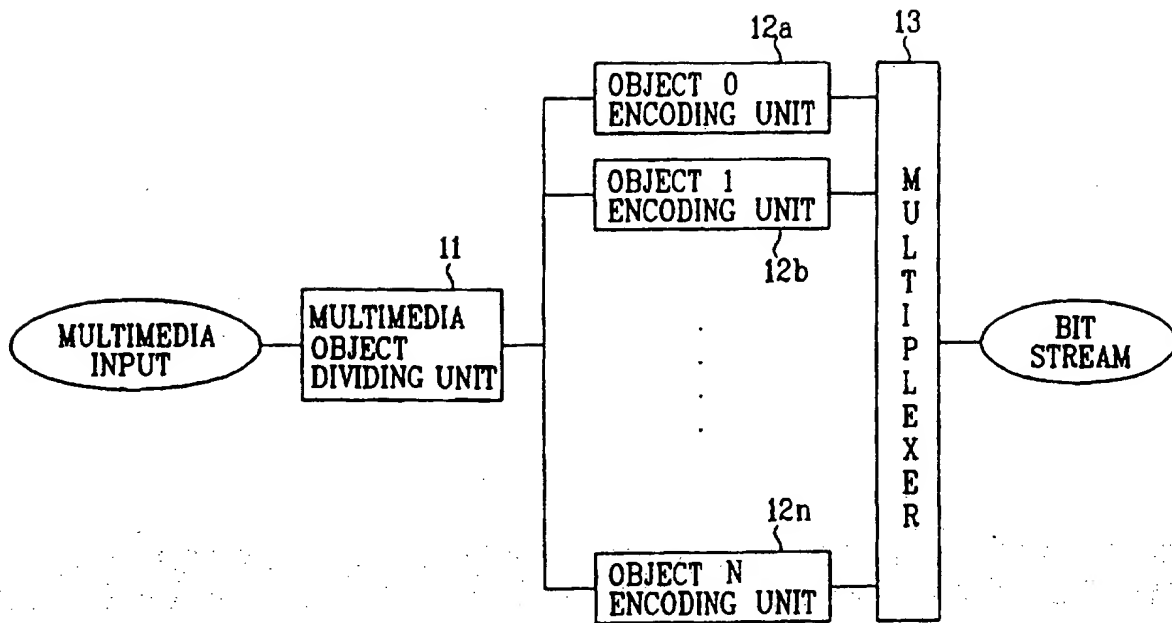 12a
13
OBJECT 0
ENCODING UNIT
OBJECT 1
ENCODING UNIT
12b
11
MULTIMEDIA
INPUT
MULTIMEDIA
OBJECT
DIVIDING UNIT
MULTIPLEXER
BIT
STREAM
12n
OBJECT N
ENCODING UNIT